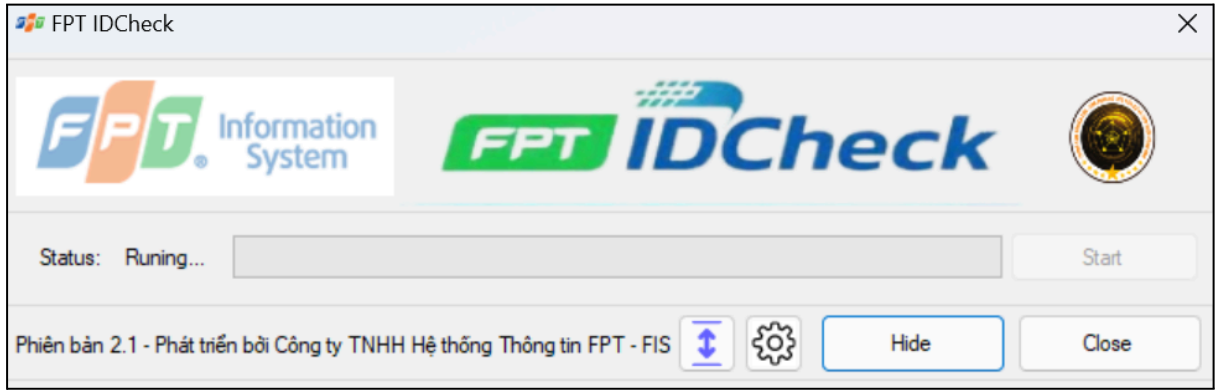 FPT IDCheck
FPT® Information System
FPT IDCheck
Status: Runing... Start
Phiên bản 2.1 - Phát triển bởi Công ty TNHH Hệ thống Thông tin FPT - FIS Hide Close